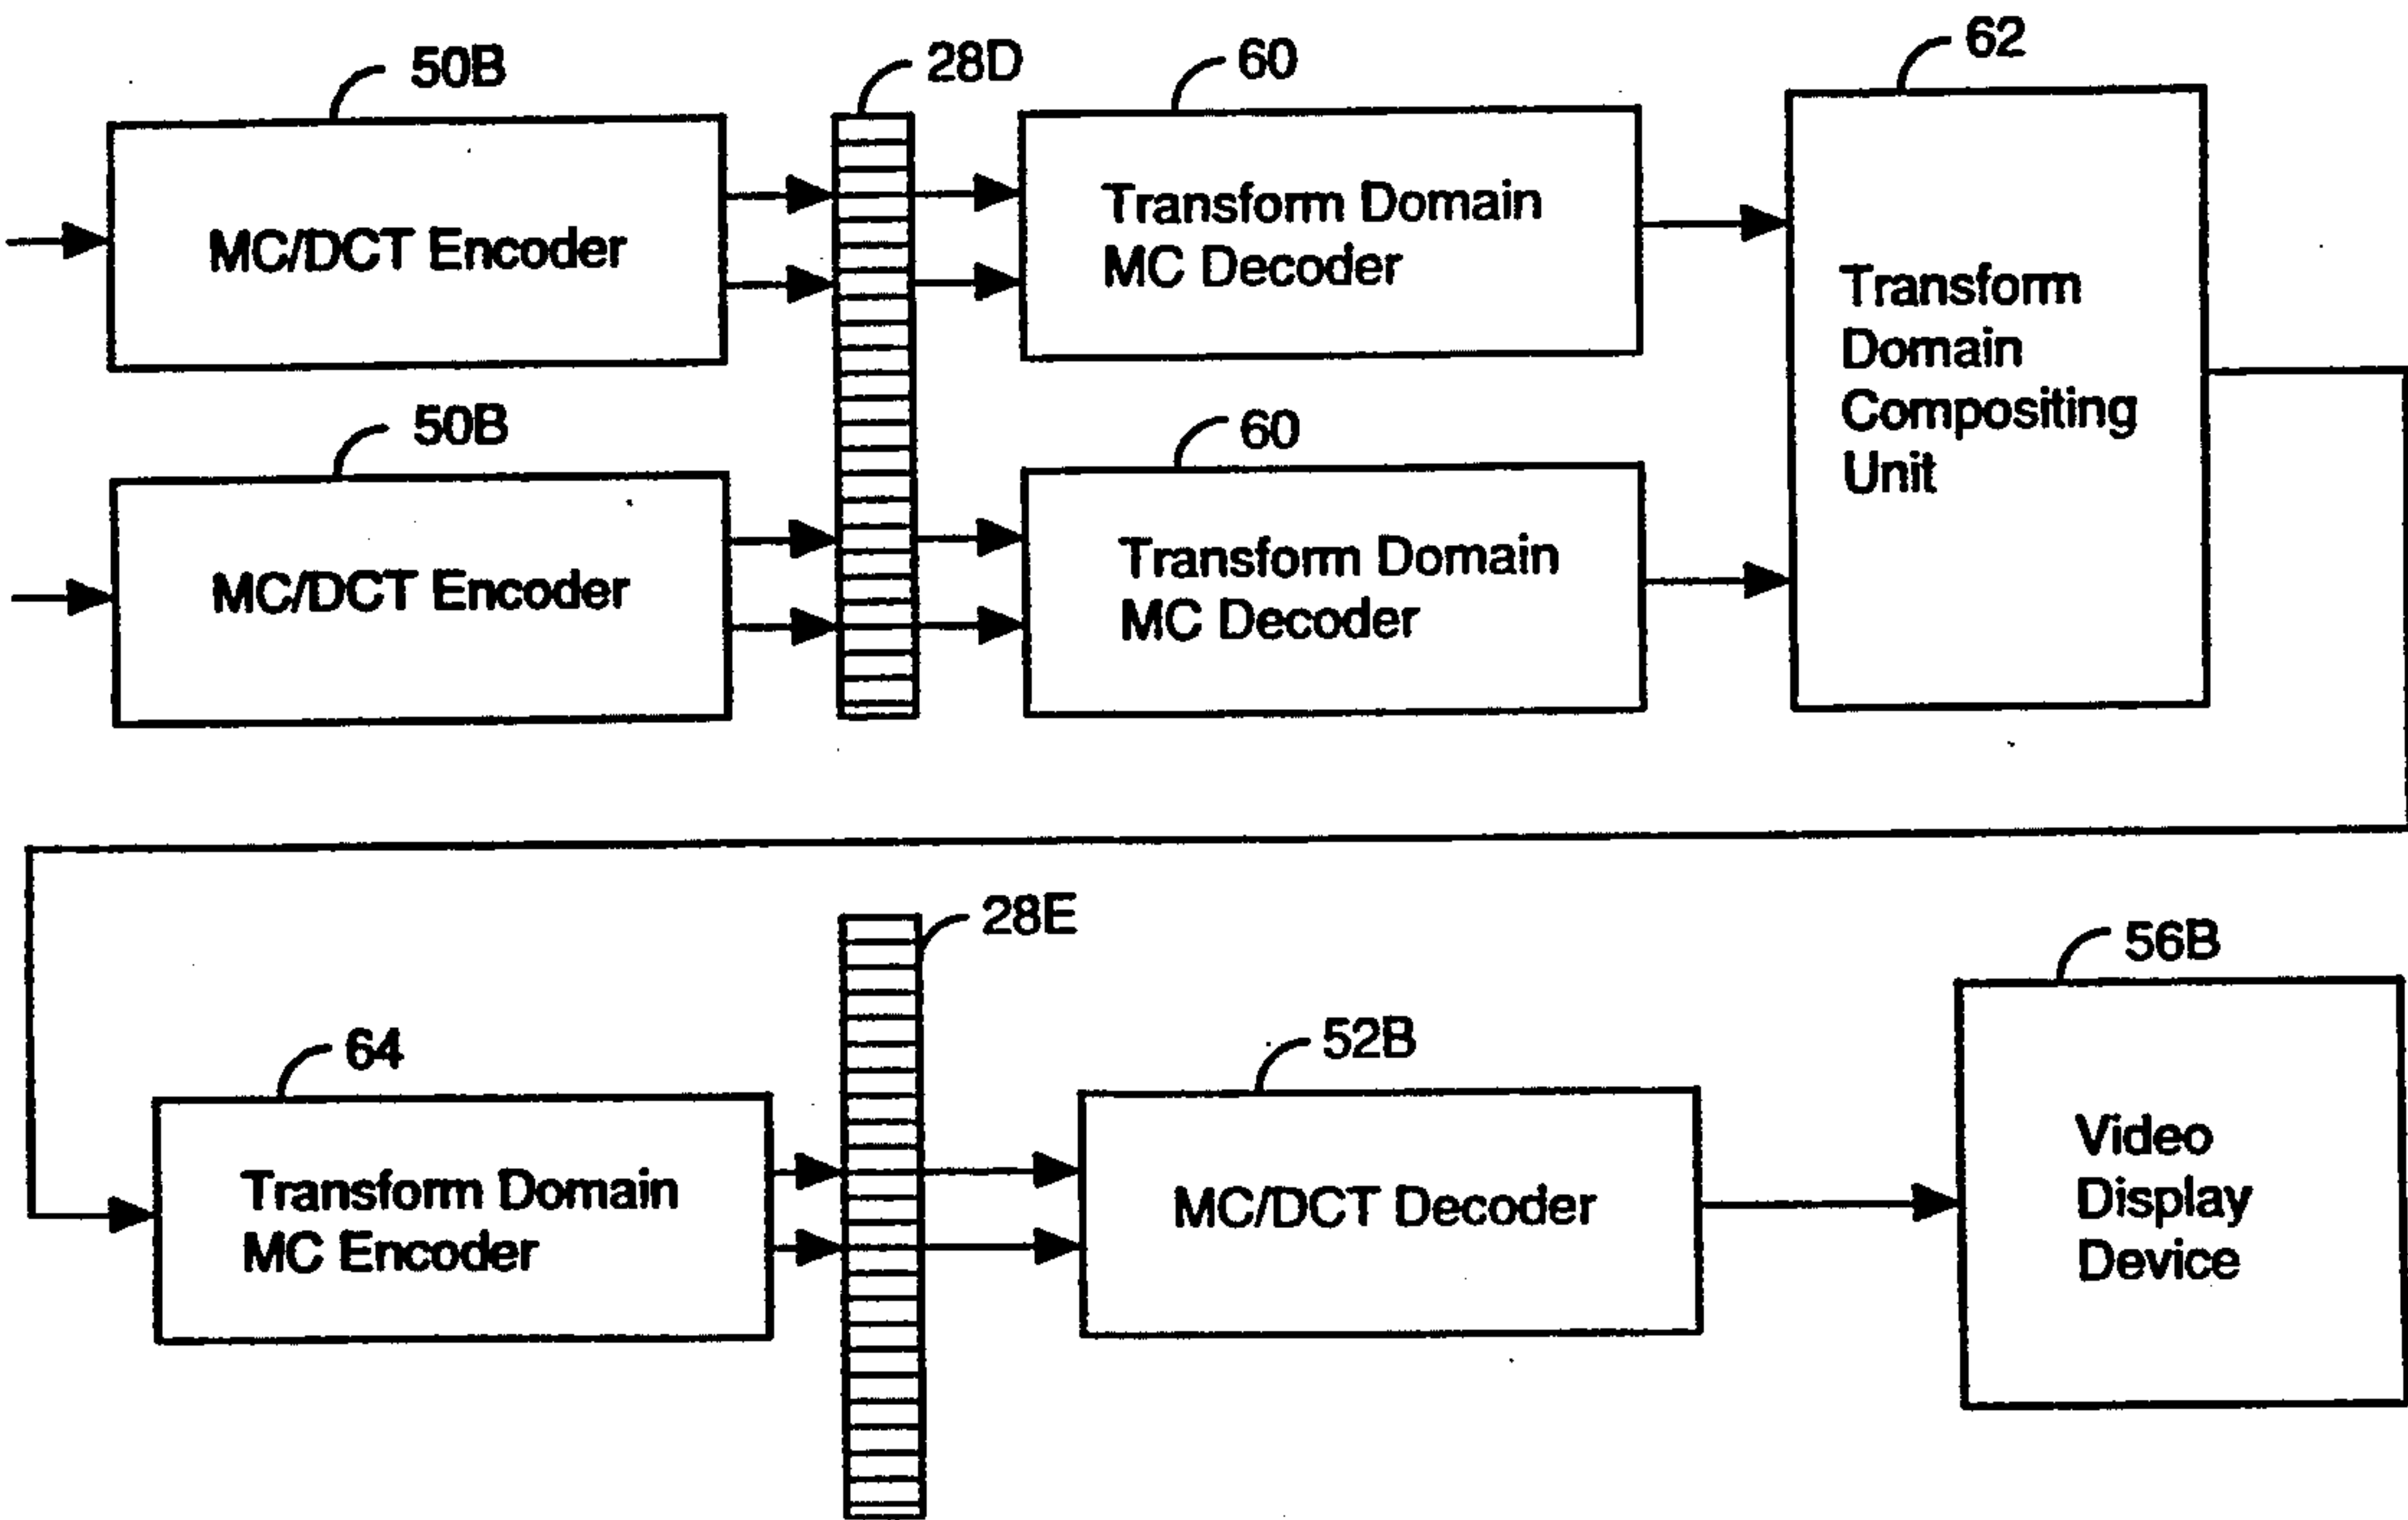 50B
28D
60
62
MC/DCT Encoder
Transform Domain
MC Decoder
Transform
Domain
Compositing
Unit
50B
60
MC/DCT Encoder
Transform Domain
MC Decoder
28E
56B
64
52B
Transform Domain
MC Encoder
MC/DCT Decoder
Video
Display
Device